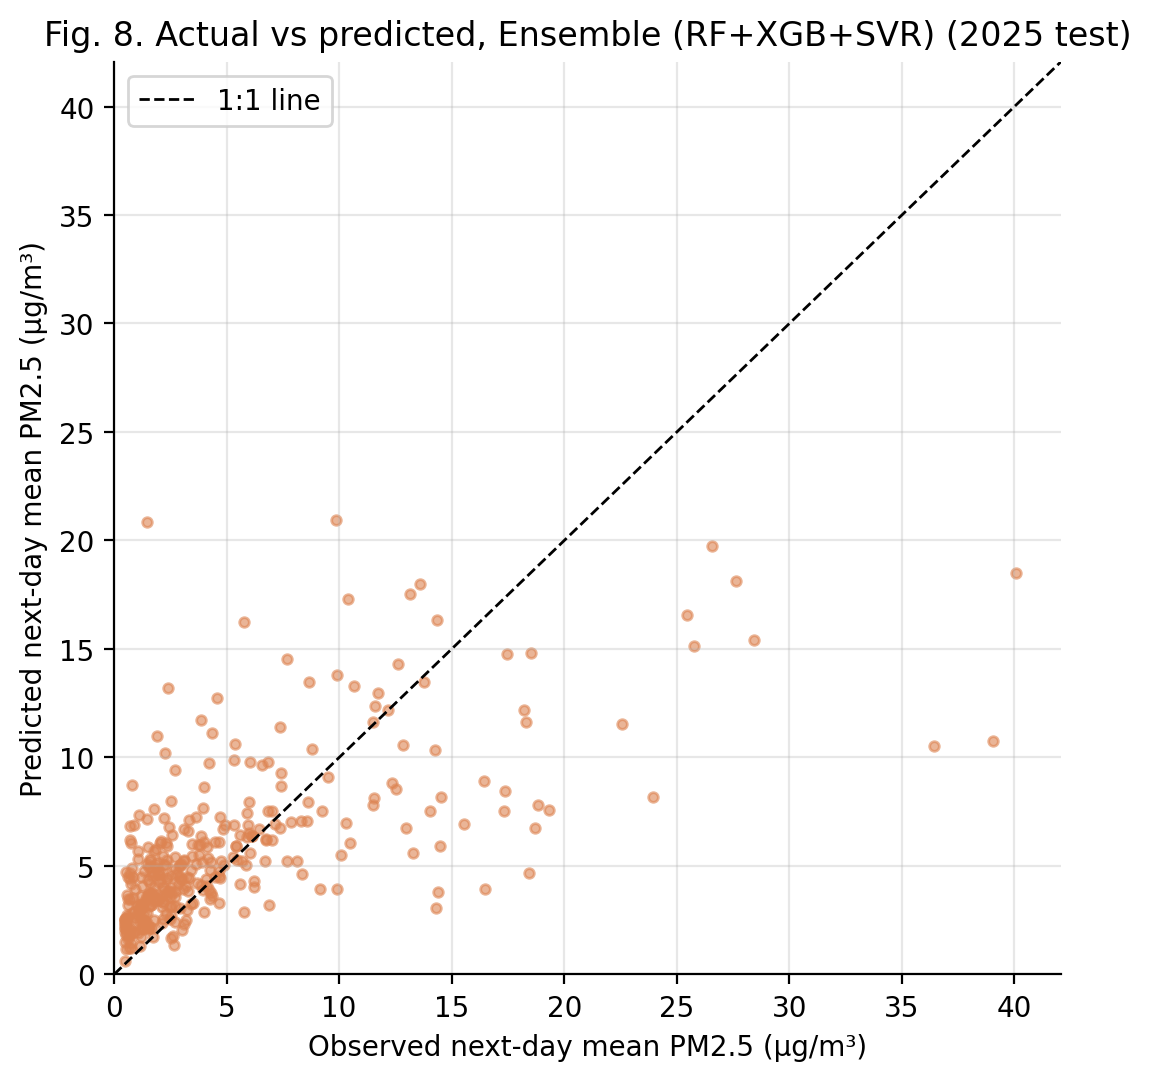 Fig. 8. Actual vs predicted, Ensemble (RF+XGB+SVR) (2025 test)
1:1 line
40
35
30
25
20
15
10
5
0
Predicted next-day mean PM2.5 (µg/m³)
0 5 10 15 20 25 30 35 40
Observed next-day mean PM2.5 (µg/m³)